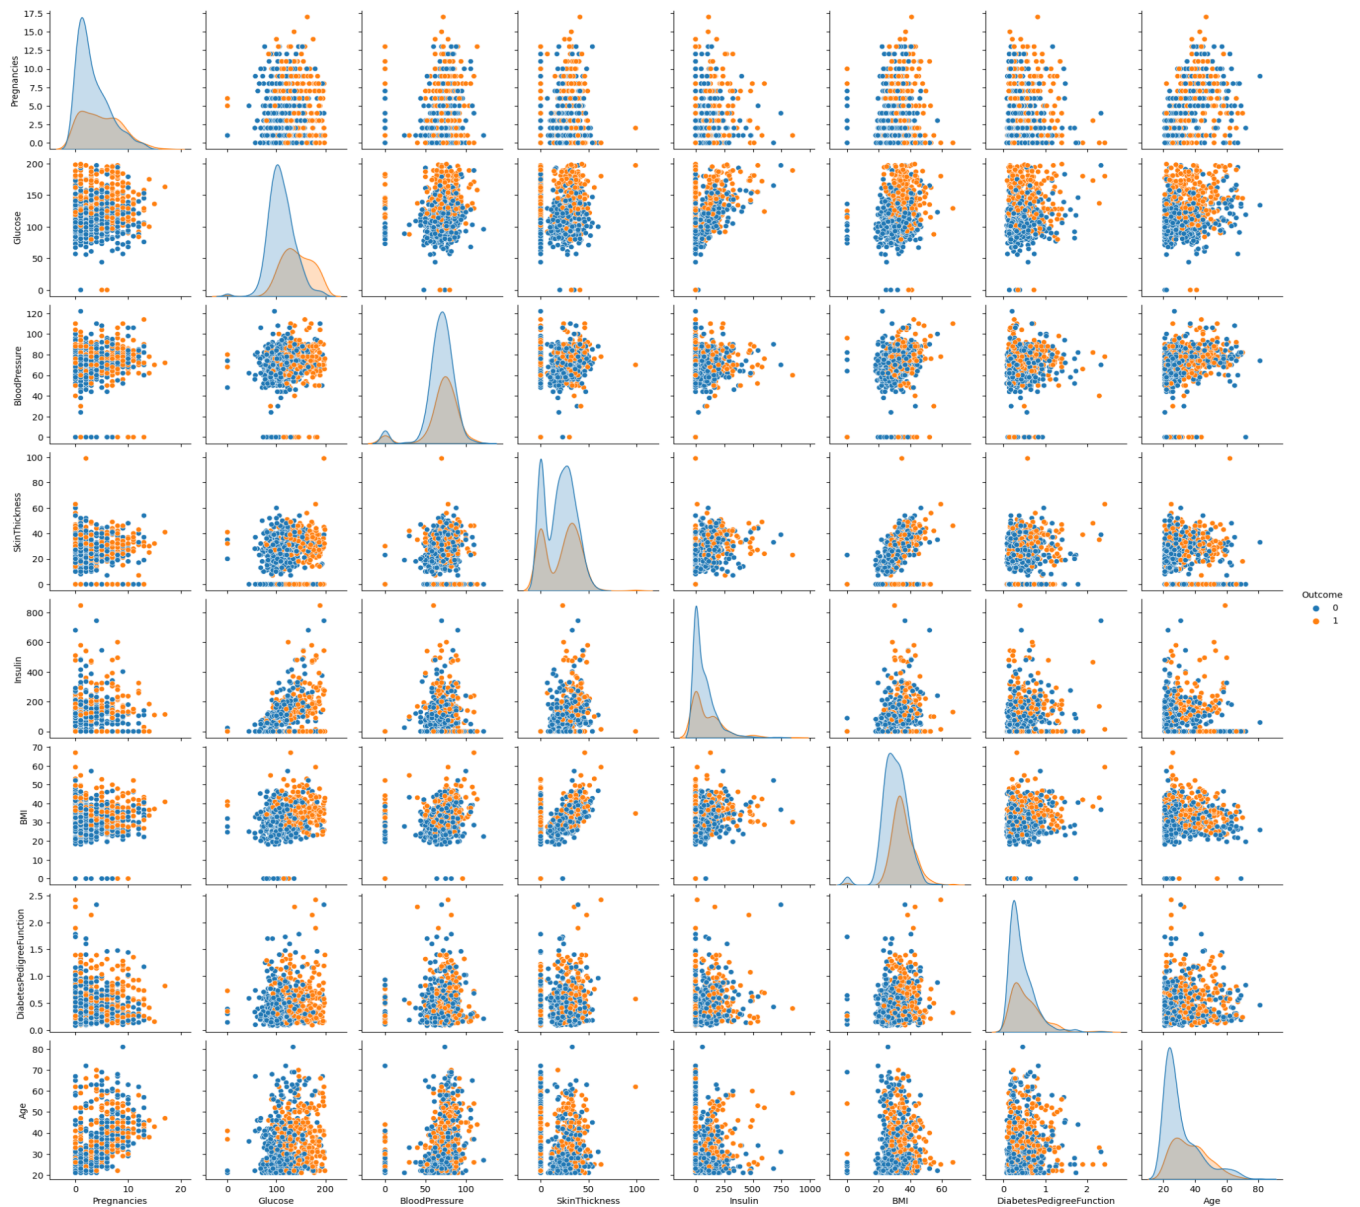 17.5
15.0
12.5
10.0
7.5
5.0
2.5
0.0
Pregnancies
200
150
100
50
0
Glucose
120
100
80
60
40
20
0
BloodPressure
100
80
60
40
20
0
SkinThickness
800
600
400
200
0
Insulin
Outcome
0
1
70
60
50
40
30
20
10
0
BMI
2.5
2.0
1.5
1.0
0.5
0.0
DiabetesPedigreeFunction
80
70
60
50
40
30
20
Age
0 10 20
0 100 200
0 50 100
0 50 100
0 250 500 750 1000
0 20 40 60
0 1 2
20 40 60 80
Pregnancies
Glucose
BloodPressure
SkinThickness
Insulin
BMI
DiabetesPedigreeFunction
Age